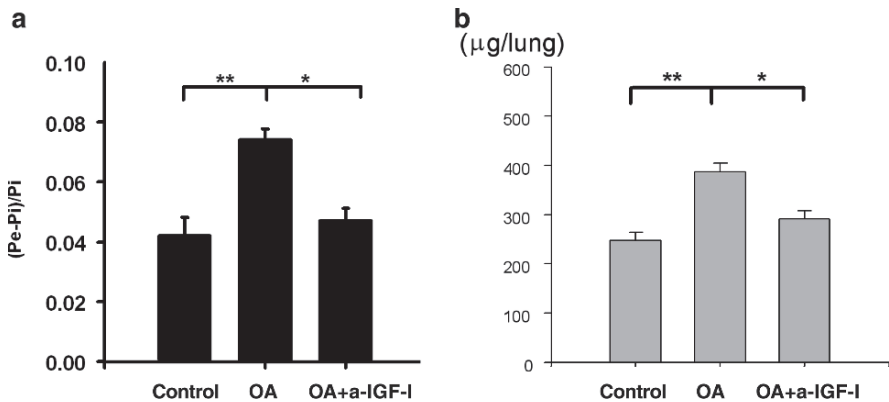 a
(Pe-Pi)/Pi
0.10
0.08
0.06
0.04
0.02
0.00
** *
Control OA OA+a-IGF-I
b
(µg/lung)
600
500
400
300
200
100
0
** *
Control OA OA+a-IGF-I